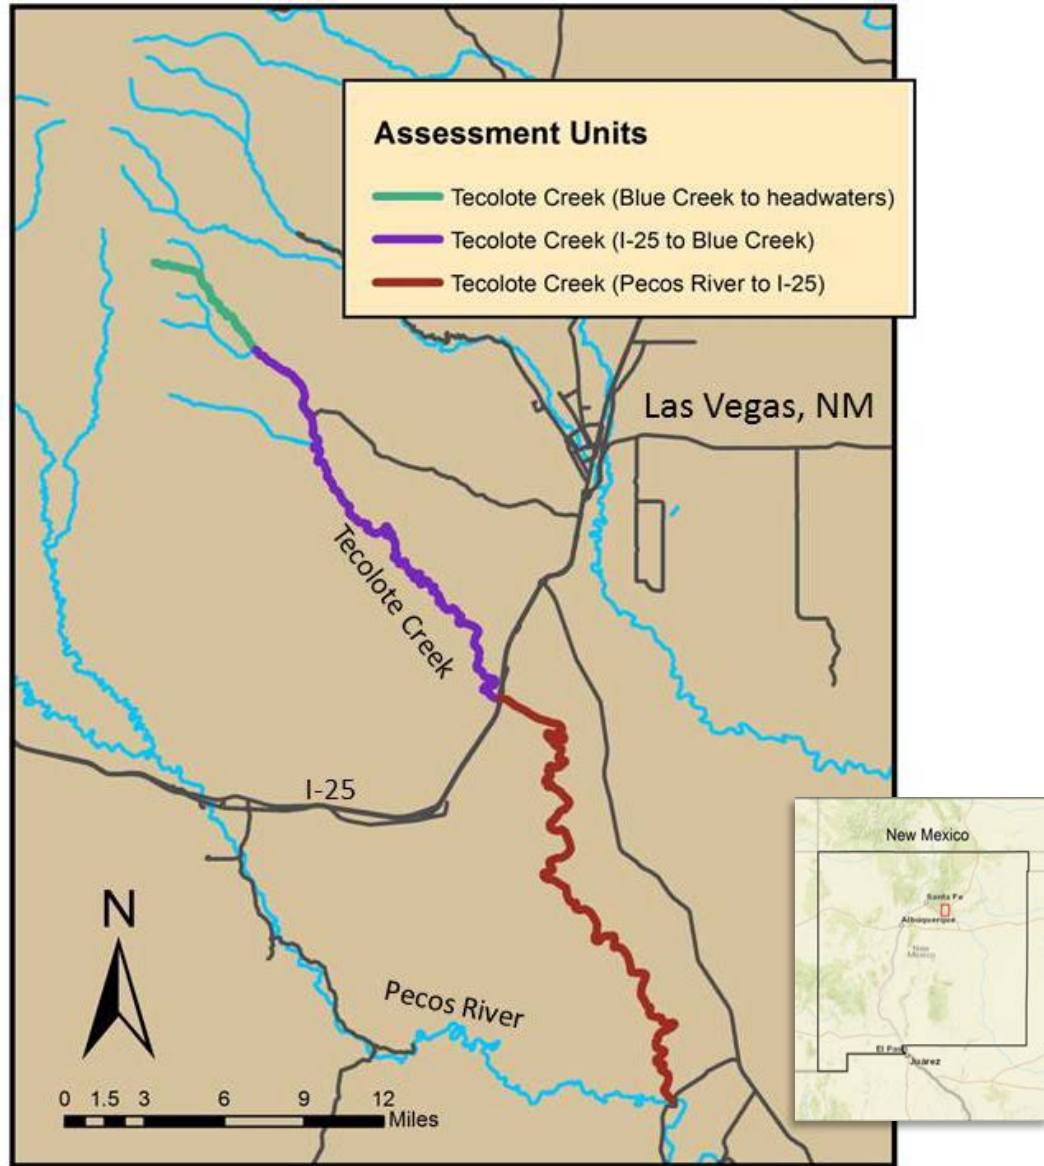 Assessment Units
Tecolote Creek (Blue Creek to headwaters)
Tecolote Creek (I-25 to Blue Creek)
Tecolote Creek (Pecos River to I-25)
Las Vegas, NM
Tecolote Creek
I-25
N
Pecos River
0 1.5 3 6 9 12
Miles
New Mexico
Santa Fe
Albuquerque
New
Mexico
El Paso
Juárez